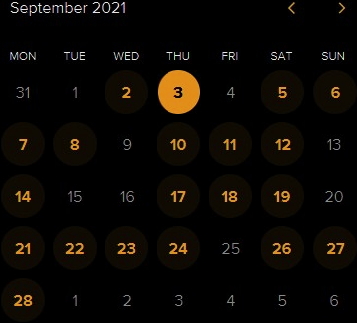 September 2021
MON TUE WED THU FRI SAT SUN
31 1 2 3 4 5 6
7 8 9 10 11 12 13
14 15 16 17 18 19 20
21 22 23 24 25 26 27
28 1 2 3 4 5 6